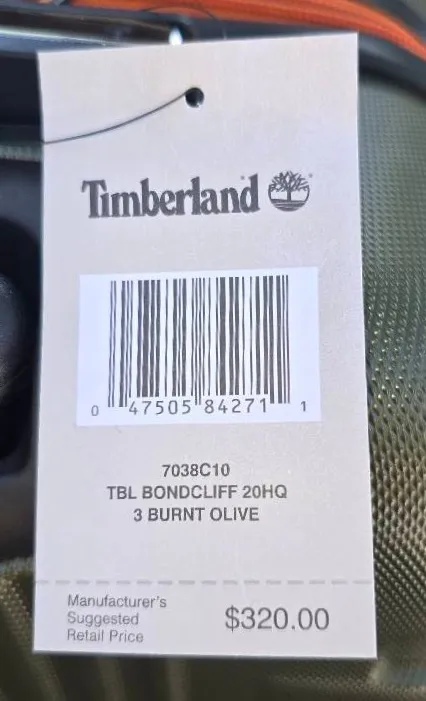 Timberland
0 47505 84271 1
7038C10
TBL BONDCLIFF 20HQ
3 BURNT OLIVE
Manufacturer's
Suggested
Retail Price
$320.00